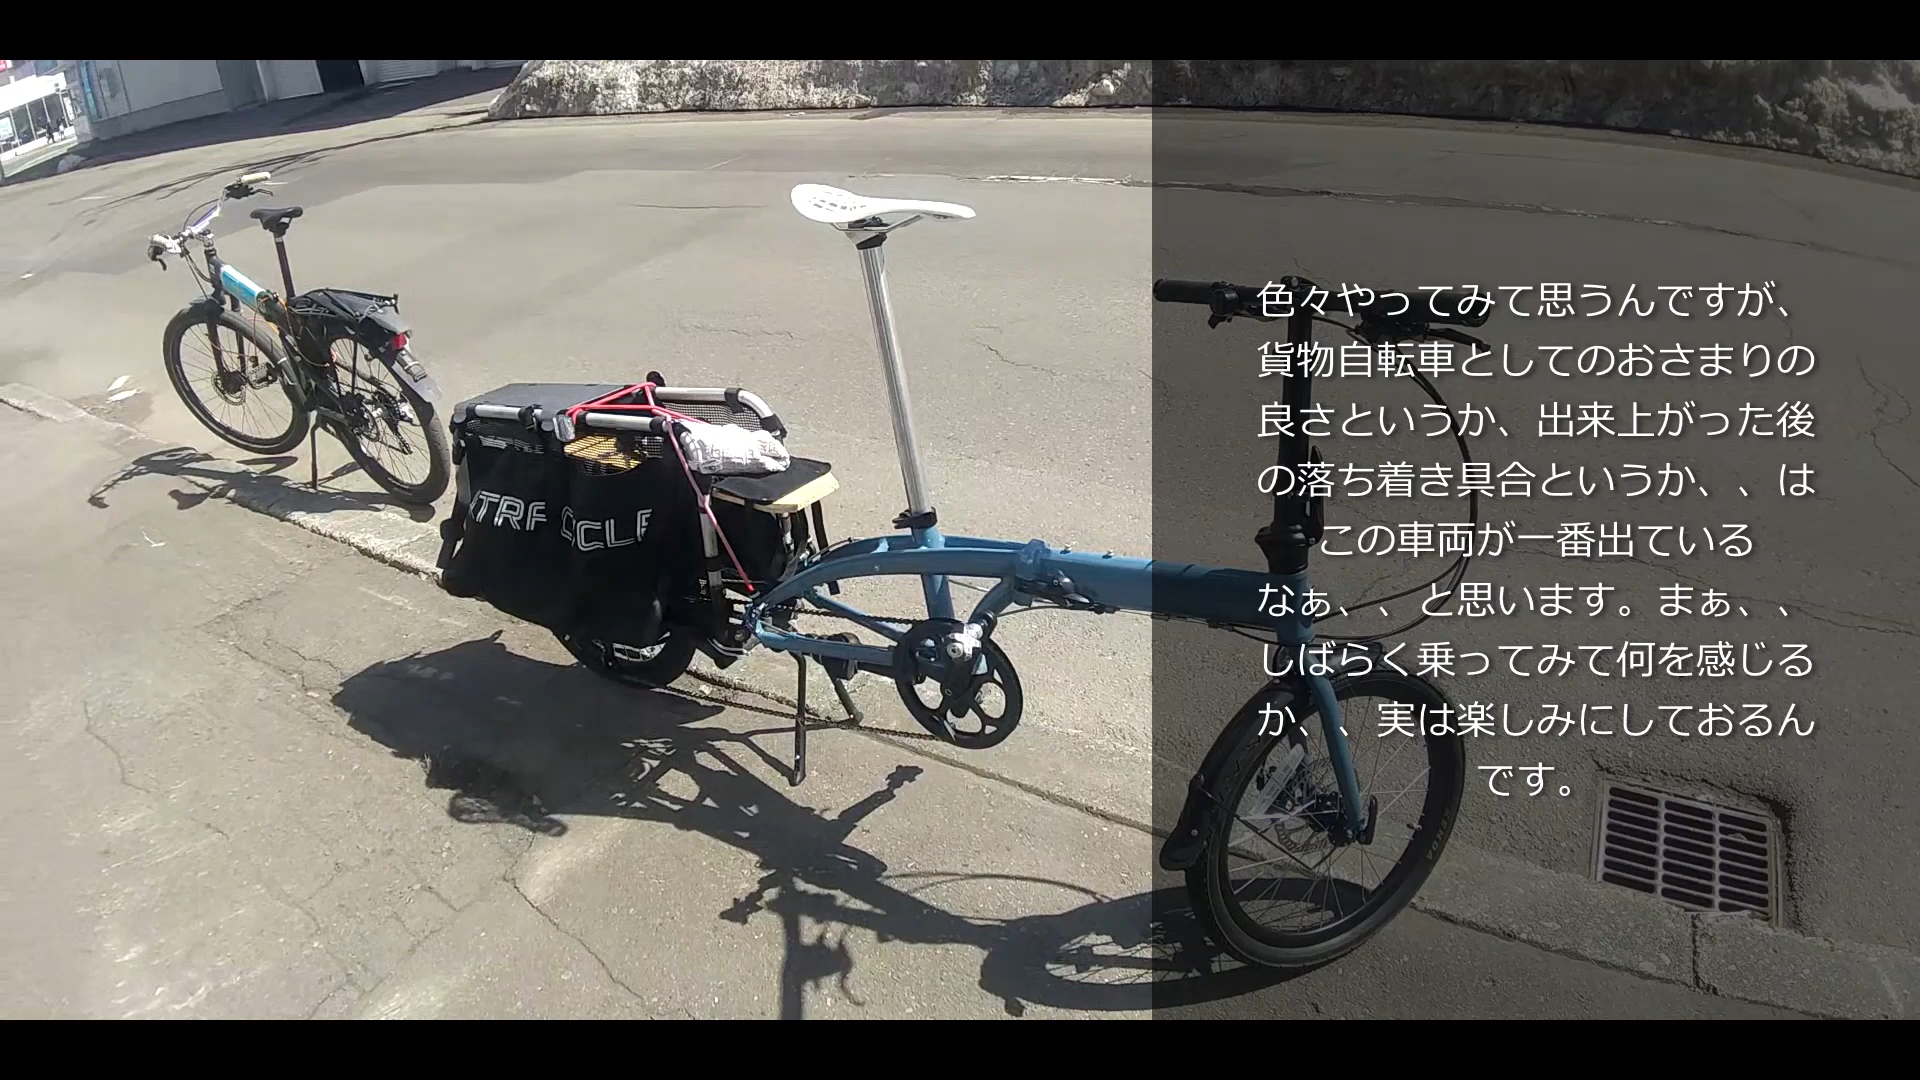 色々やってみて思うんですが、
貨物自転車としてのおさまりの
良さというか、出来上がった後
の落ち着き具合というか、、は
この車両が一番出ている
なぁ、、と思います。まぁ、、
しばらく乗ってみて何を感じる
か、、実は楽しみにしておるん
です。
XTRA CYCLE